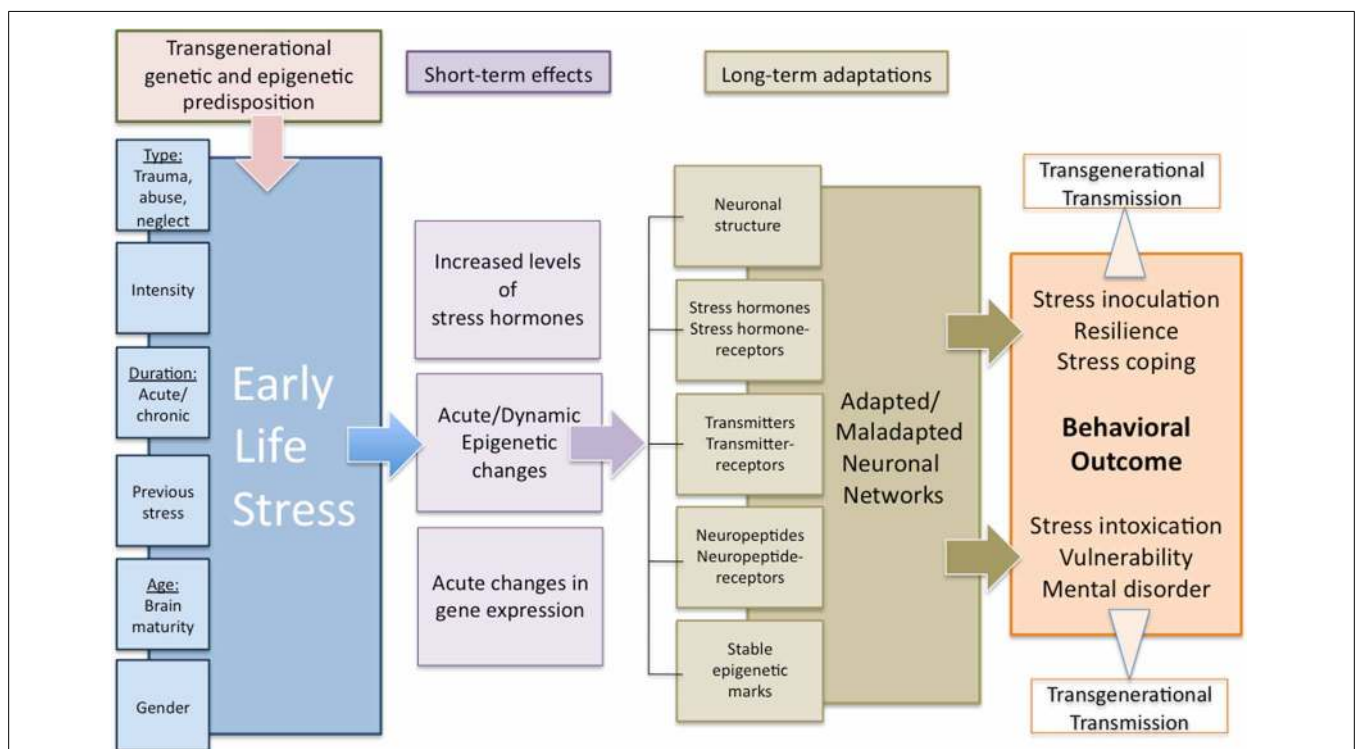 Transgenerational
genetic and epigenetic
predisposition
Short-term effects
Long-term adaptations
Type:
Trauma,
abuse,
neglect
Intensity
Duration:
Acute/
chronic
Previous
stress
Age:
Brain
maturity
Gender
Early
Life
Stress
Increased levels
of
stress hormones
Acute/Dynamic
Epigenetic
changes
Acute changes in
gene expression
Neuronal
structure
Stress hormones
Stress hormone-
receptors
Transmitters
Transmitter-
receptors
Neuropeptides
Neuropeptide-
receptors
Stable
epigenetic
marks
Adapted/
Maladapted
Neuronal
Networks
Transgenerational
Transmission
Stress inoculation
Resilience
Stress coping
Behavioral
Outcome
Stress intoxication
Vulnerability
Mental disorder
Transgenerational
Transmission